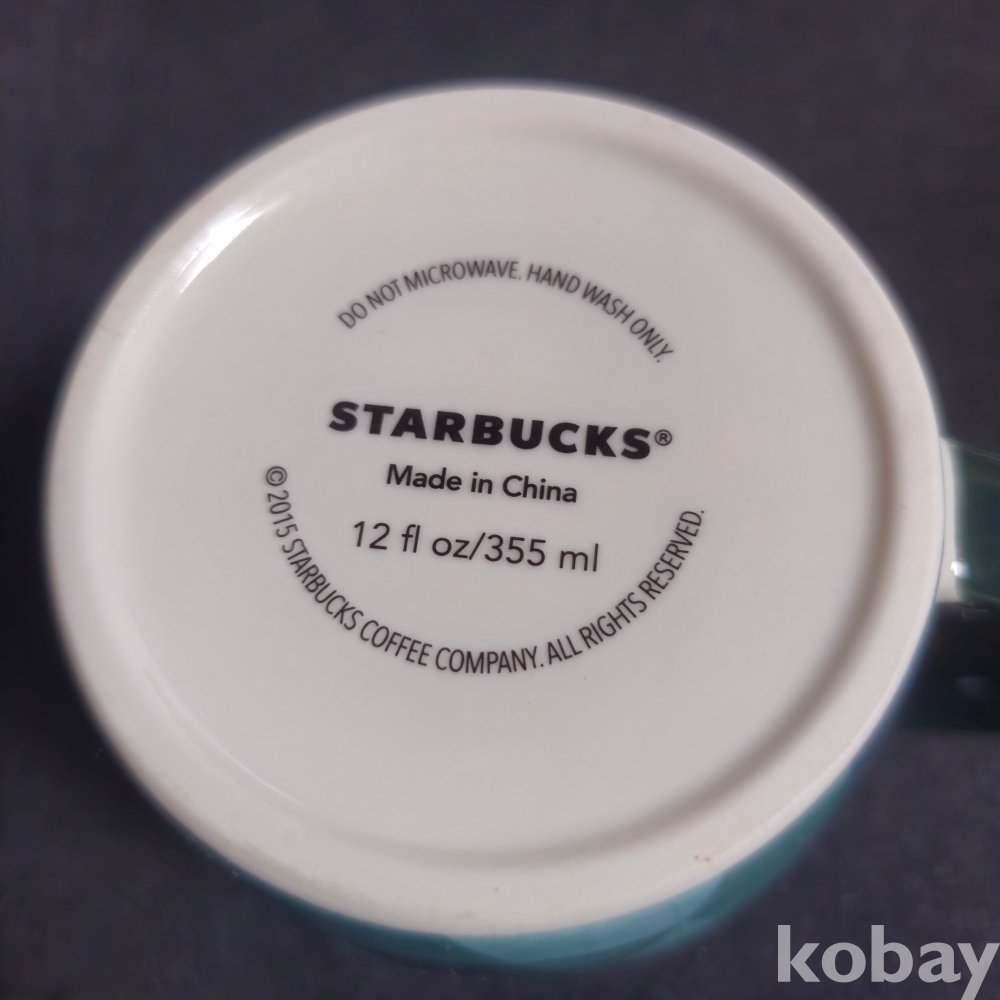 DO NOT MICROWAVE. HAND WASH ONLY.
STARBUCKS®
Made in China
12 fl oz/355 ml
© 2015 STARBUCKS COFFEE COMPANY. ALL RIGHTS RESERVED.
kobay